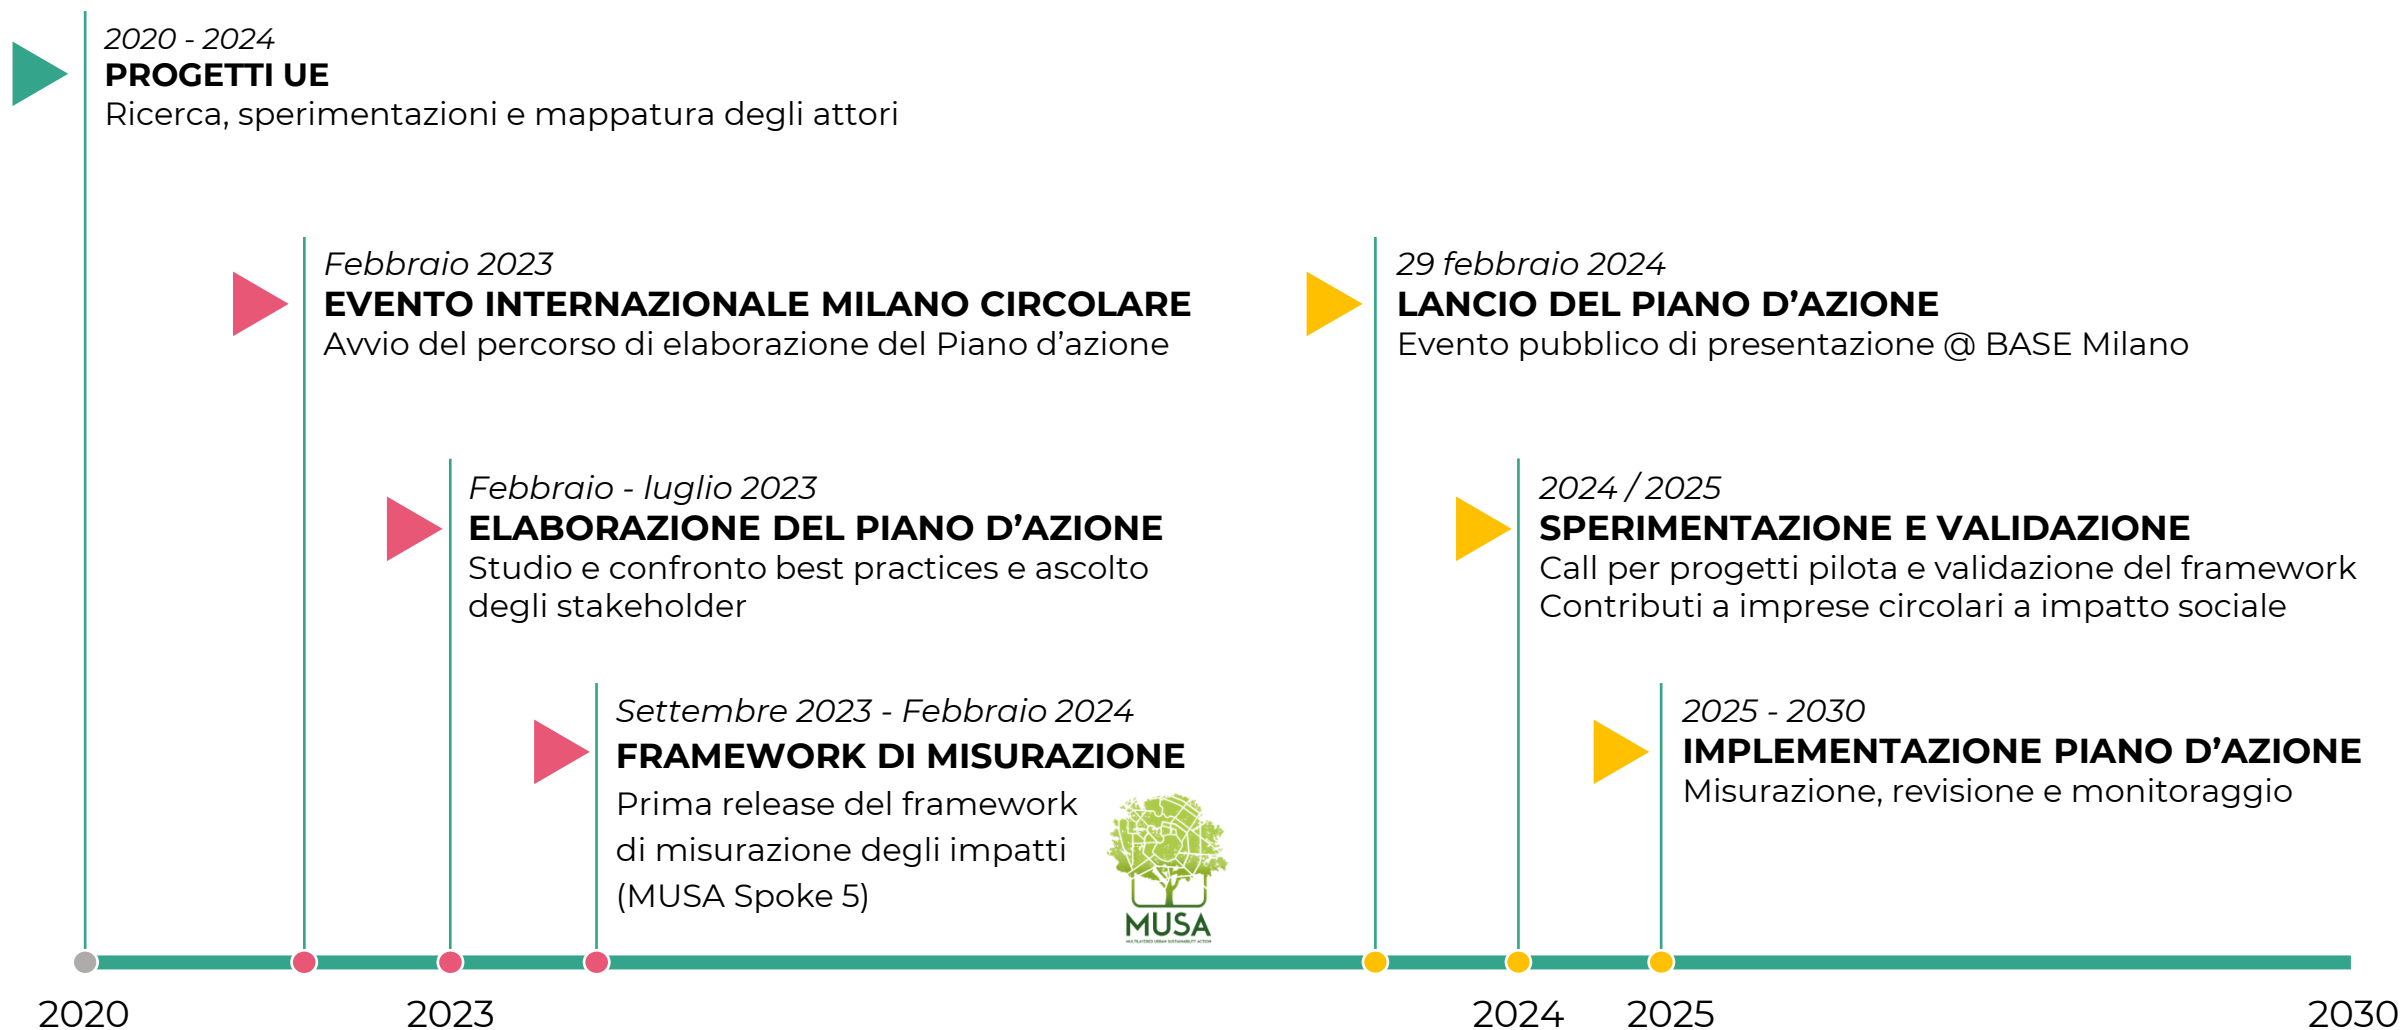 2020 - 2024
PROGETTI UE
Ricerca, sperimentazioni e mappatura degli attori
Febbraio 2023
EVENTO INTERNAZIONALE MILANO CIRCOLARE
Avvio del percorso di elaborazione del Piano d’azione
Febbraio - luglio 2023
ELABORAZIONE DEL PIANO D’AZIONE
Studio e confronto best practices e ascolto
degli stakeholder
Settembre 2023 - Febbraio 2024
FRAMEWORK DI MISURAZIONE
Prima release del framework
di misurazione degli impatti
(MUSA Spoke 5)
MUSA
MULTILAYERED URBAN SUSTAINABILITY ACTION
29 febbraio 2024
LANCIO DEL PIANO D’AZIONE
Evento pubblico di presentazione @ BASE Milano
2024 / 2025
SPERIMENTAZIONE E VALIDAZIONE
Call per progetti pilota e validazione del framework
Contributi a imprese circolari a impatto sociale
2025 - 2030
IMPLEMENTAZIONE PIANO D’AZIONE
Misurazione, revisione e monitoraggio
2020
2023
2024
2025
2030